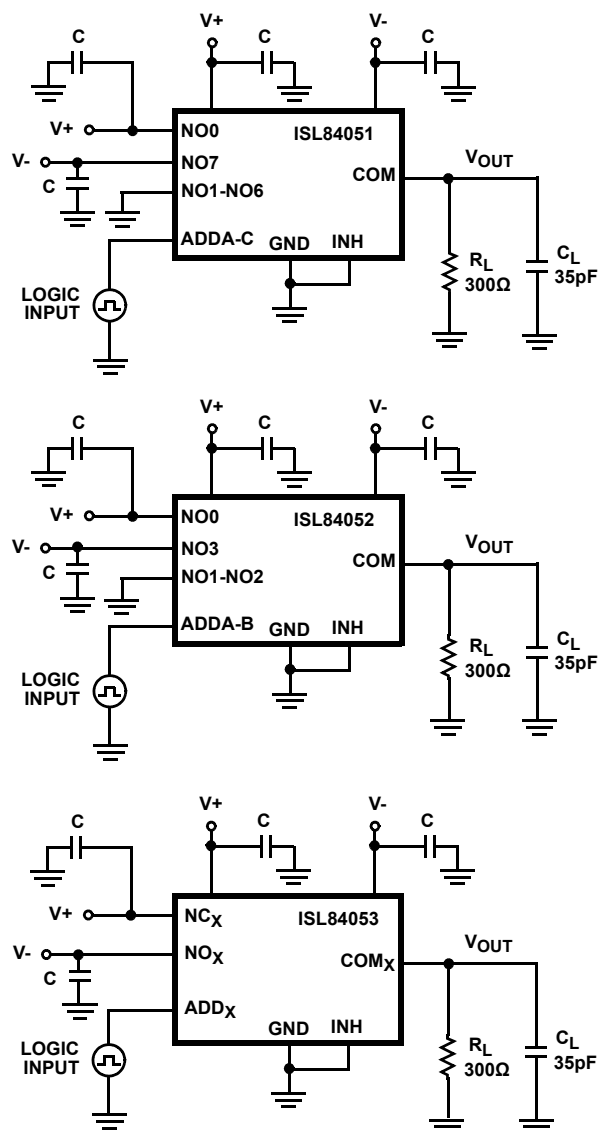 V+
V-
C
C
C
V+
NO0
ISL84051
V-
NO7
C
NO1-NO6
COM
VOUT
ADDA-C
GND
INH
RL
300Ω
CL
35pF
LOGIC
INPUT
V+
V-
C
C
C
V+
NO0
ISL84052
V-
NO3
C
NO1-NO2
COM
VOUT
ADDA-B
GND
INH
RL
300Ω
CL
35pF
LOGIC
INPUT
V+
V-
C
C
C
V+
NCX
ISL84053
V-
NOX
C
COMX
VOUT
ADDX
GND
INH
RL
300Ω
CL
35pF
LOGIC
INPUT